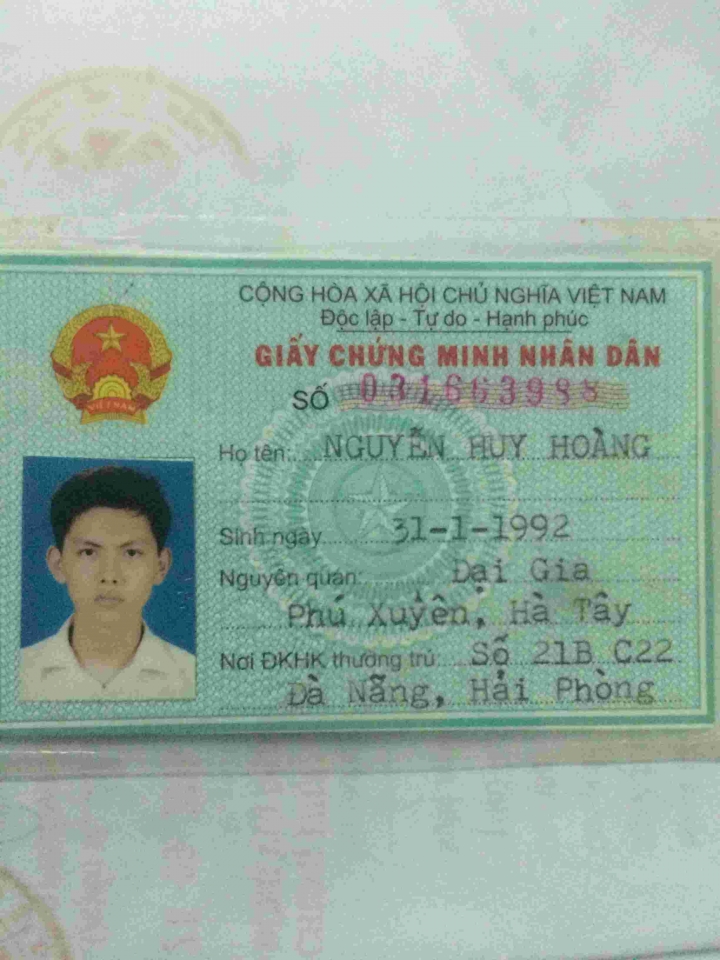 CỘNG HÒA XÃ HỘI CHỦ NGHĨA VIỆT NAM
Độc lập - Tự do - Hạnh phúc
GIẤY CHỨNG MINH NHÂN DÂN
SỐ 031663988
Họ tên: NGUYỄN HUY HOÀNG
Sinh ngày 31-1-1992
Nguyên quán: Đại Gia
Phú Xuyên, Hà Tây
Nơi ĐKHK thường trú: Số 21B C22
Đà Nẵng, Hải Phòng
VIỆT NAM